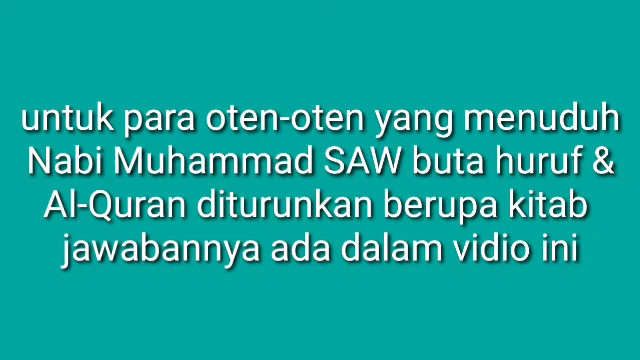 untuk para oten-oten yang menuduh
Nabi Muhammad SAW buta huruf &
Al-Quran diturunkan berupa kitab
jawabannya ada dalam vidio ini